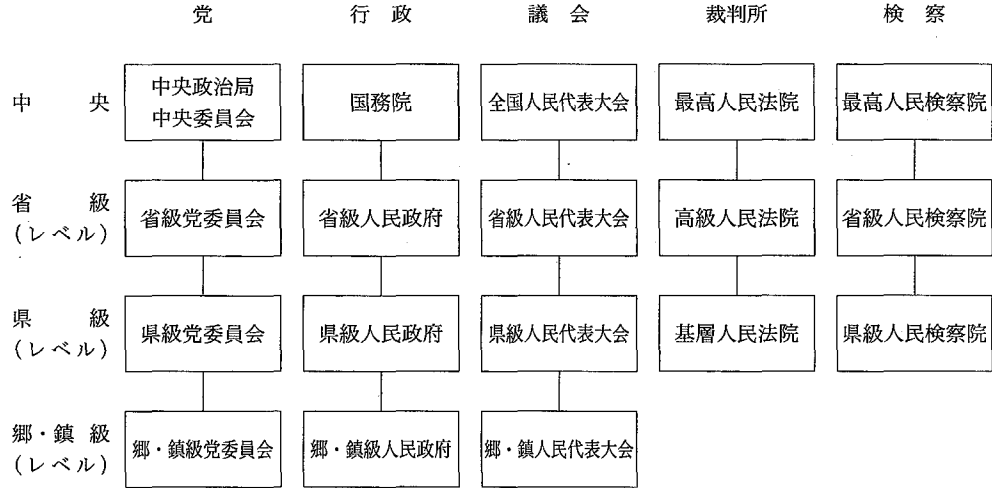 党 行 政 議 会 裁判所 検 察
中 央 中央政治局 中央委員会 国務院 全国人民代表大会 最高人民法院 最高人民検察院
省 級 (レベル) 省級党委員会 省級人民政府 省級人民代表大会 高級人民法院 省級人民検察院
県 級 (レベル) 県級党委員会 県級人民政府 県級人民代表大会 基層人民法院 県級人民検察院
郷・鎮 級 (レベル) 郷・鎮級党委員会 郷・鎮級人民政府 郷・鎮人民代表大会